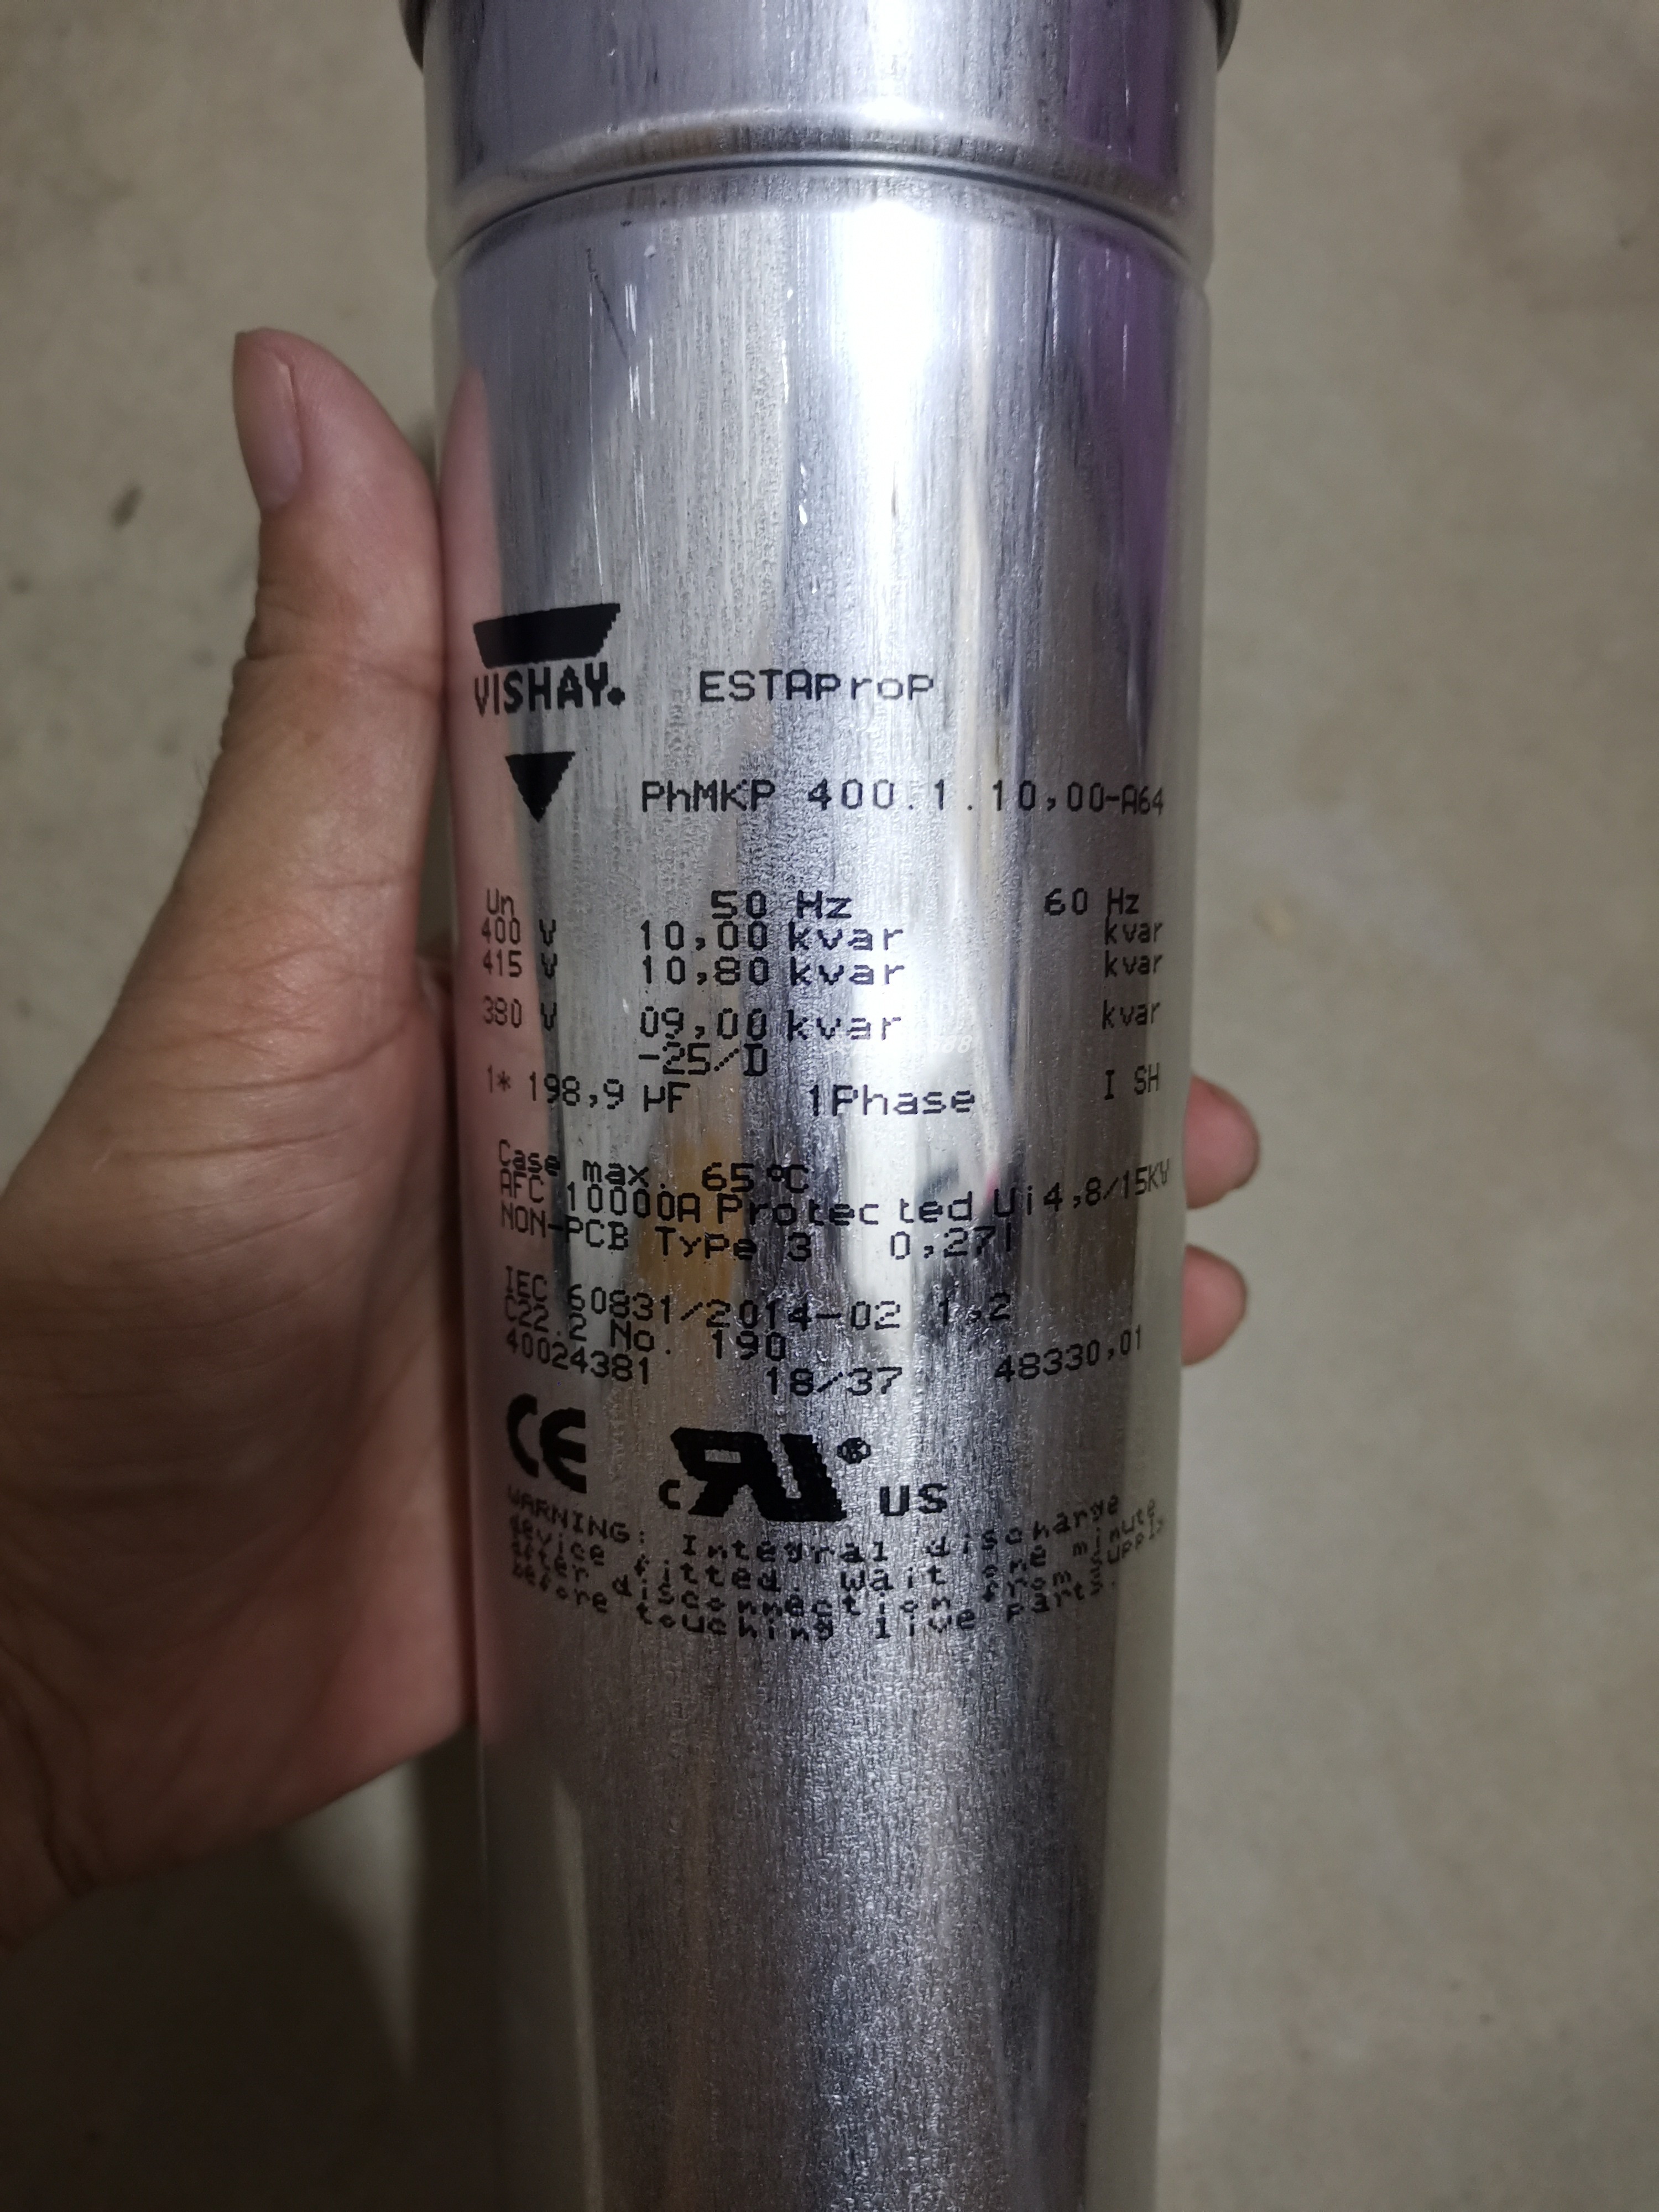 VISHAY. ESTAProP
PhMKP 400.1.10,00-A64
Un 50 Hz 60 Hz
400 V 10,00 kvar kvar
415 V 10,80 kvar kvar
380 V 09,00 kvar kvar
-25/D
1* 198,9 µF 1Phase I SH
Case max. 65°C
AFC 10000A Protected Ui4,8/15KV
NON-PCB Type 3 0,27l
IEC 60831/2014-02 1,2
C22.2 No. 190
40024381 18/37 48330,01
CE c RU ® US
WARNING: Integral discharge
device fitted. Wait one minute
after disconnection from supply
before touching live parts.